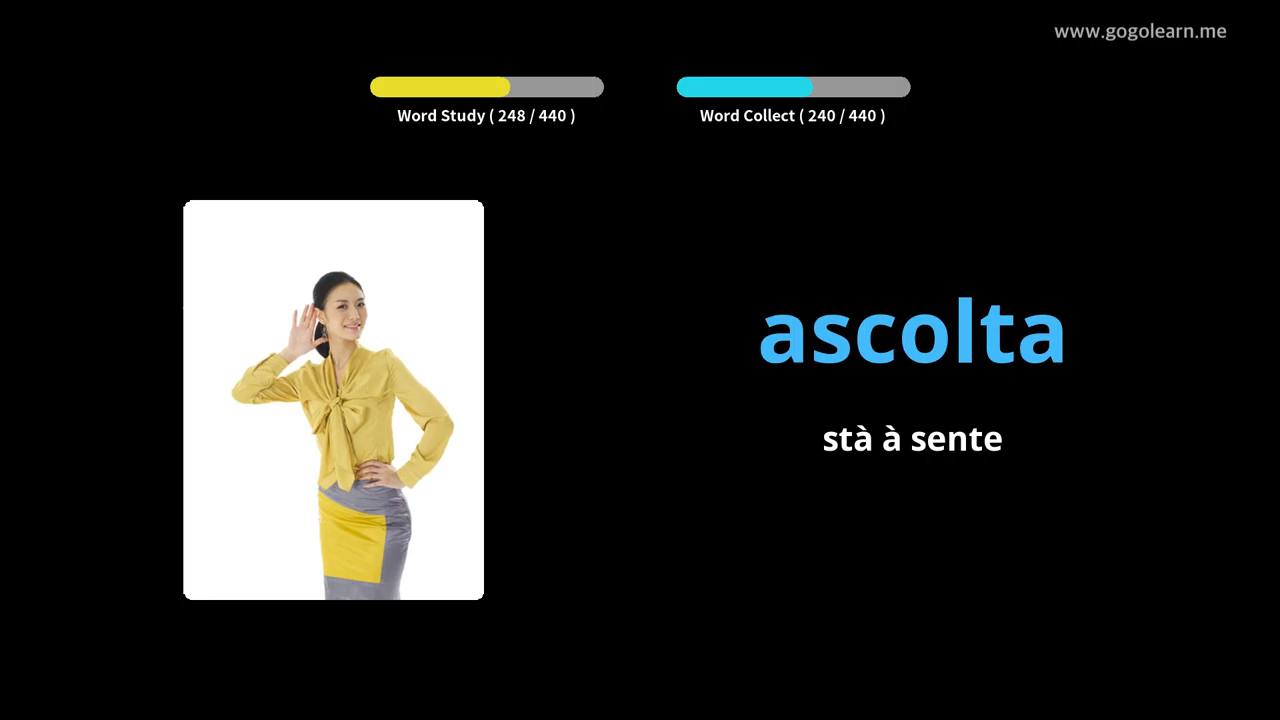 www.gogolearn.me
Word Study ( 248 / 440 )
Word Collect ( 240 / 440 )
ascolta
stà à sente